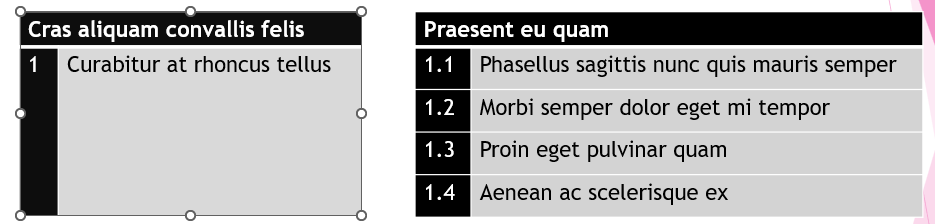 Cras aliquam convallis felis
1 Curabitur at rhoncus tellus
Praesent eu quam
1.1 Phasellus sagittis nunc quis mauris semper
1.2 Morbi semper dolor eget mi tempor
1.3 Proin eget pulvinar quam
1.4 Aenean ac scelerisque ex